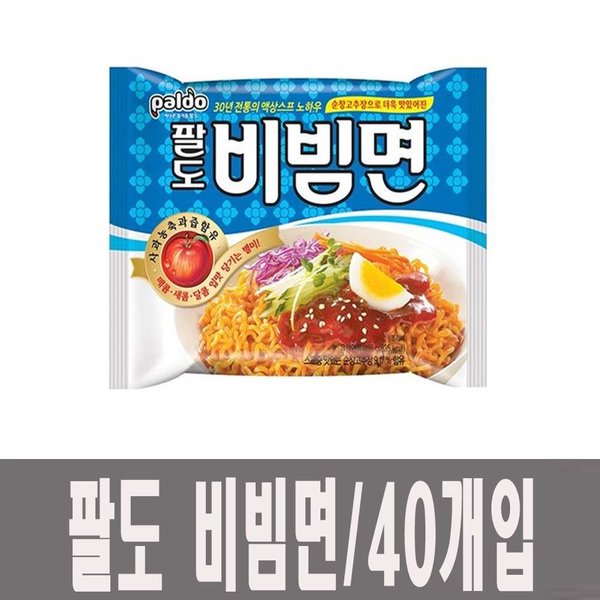 paldo
30년 전통의 액상스프 노하우
순창고추장으로 더욱 맛있어진
팔도
비빔면
사과농축과즙함유
매콤·새콤·달콤 입맛 당기는 별미!
팔도 비빔면/40개입